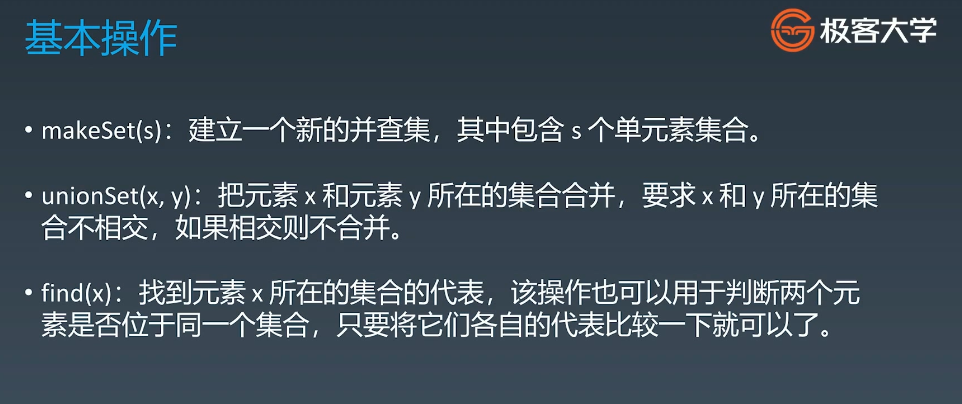 基本操作
极客大学
• makeSet(s)：建立一个新的并查集，其中包含 s 个单元素集合。
• unionSet(x, y)：把元素 x 和元素 y 所在的集合合并，要求 x 和 y 所在的集
合不相交，如果相交则不合并。
• find(x)：找到元素 x 所在的集合的代表，该操作也可以用于判断两个元
素是否位于同一个集合，只要将它们各自的代表比较一下就可以了。